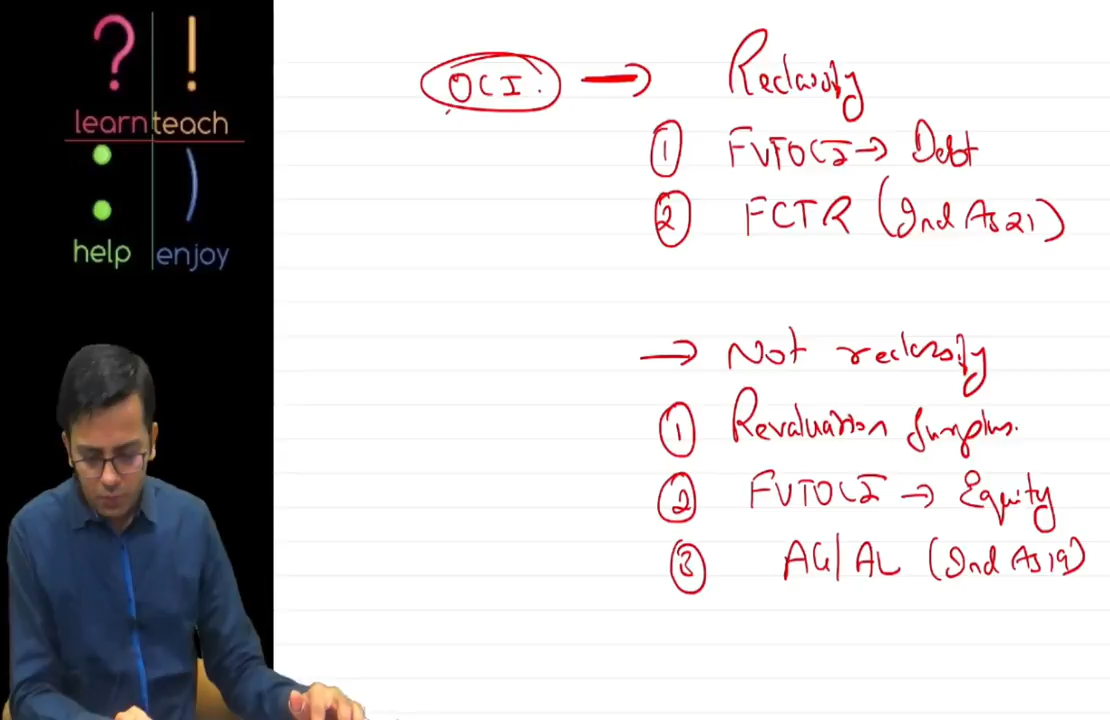 ? !
learn teach
: )
help enjoy
OCI. → Reclassify
① FVTOCI → Debt
② FCTR (Ind As 21)
→ Not reclassify
① Revaluation Surplus.
② FVTOCI → Equity
③ AG/AL (Ind As 19)